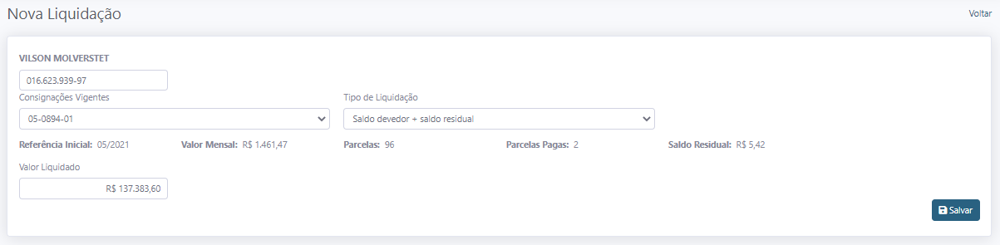 Nova Liquidação
Voltar
VILSON MOLVERSTET
016.623.939-97
Consignações Vigentes
Tipo de Liquidação
05-0894-01
Saldo devedor + saldo residual
Referência Inicial: 05/2021
Valor Mensal: R$ 1.461,47
Parcelas: 96
Parcelas Pagas: 2
Saldo Residual: R$ 5,42
Valor Liquidado
R$ 137.383,60
Salvar